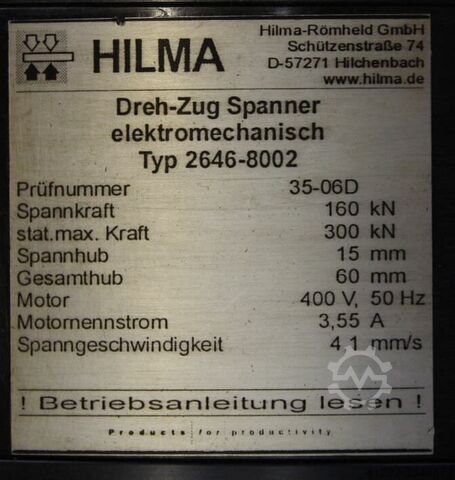 HILMA
Hilma-Römheld GmbH
Schützenstraße 74
D-57271 Hilchenbach
www.hilma.de
Dreh-Zug Spanner
elektromechanisch
Typ 2646-8002
Prüfnummer 35-06D
Spannkraft 160 kN
stat.max. Kraft 300 kN
Spannhub 15 mm
Gesamthub 60 mm
Motor 400 V, 50 Hz
Motornennstrom 3,55 A
Spanngeschwindigkeit 4,1 mm/s
! Betriebsanleitung lesen !
Products for productivity